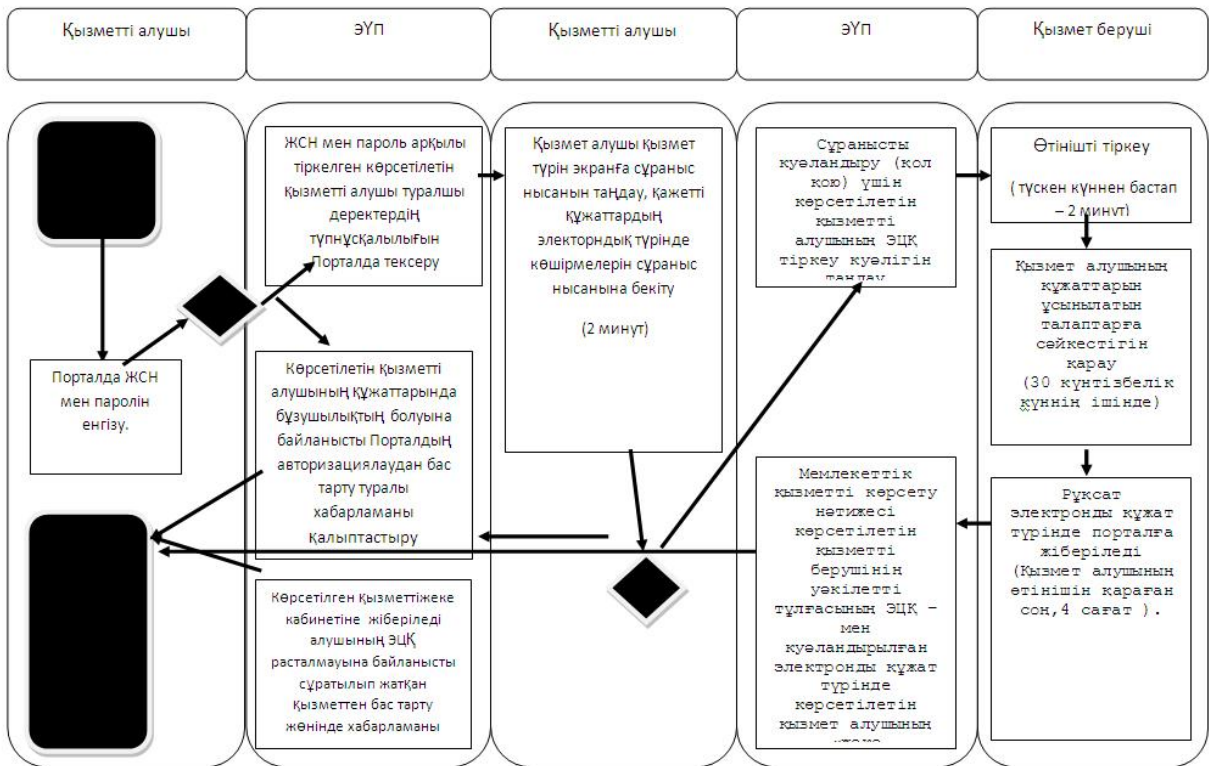 Қызметті алушы
ЭҮП
Қызметті алушы
ЭҮП
Қызмет беруші
Порталда ЖСН
мен паролін
енгізу.
ЖСН мен пароль арқылы
тіркелген көрсетілетін
қызметті алушы туралшы
деректердің
түпнұсқалылығын
Порталда тексеру
Көрсетілетін қызметті
алушының құжаттарында
бұзушылықтың болуына
байланысты Порталдың
авторизациялаудан бас
тарту туралы
хабарламаны
қалыптастыру
Көрсетілген қызметтіжеке
кабинетіне жіберіледі
алушының ЭЦҚ
расталмауына байланысты
сұратылып жатқан
қызметтен бас тарту
жөнінде хабарламаны
Қызмет алушы қызмет
түрін экранға сұраныс
нысанын таңдау, қажетті
құжаттардың
электорндық түрінде
көшірмелерін сұраныс
нысанына бекіту
(2 минут)
Сұранысты
куәландыру (қол
қою) үшін
көрсетілетін
қызметті
алушының ЭЦҚ
тіркеу куәлігін
таңдау
Мемлекеттік
қызметті көрсету
нәтижесі
көрсетілетін
қызметті
берушінің
уәкілетті
тұлғасының ЭЦҚ –
мен
куәландырылған
электронды құжат
түрінде
көрсетілетін
қызмет алушының
Өтінішті тіркеу
( түскен күннен бастап
– 2 минут)
Қызмет алушының
құжаттарын
ұсынылатын
талаптарға
сәйкестігін
қарау
(30 күнтізбелік
күннің ішінде)
Рұқсат
электронды құжат
түрінде порталға
жіберіледі
(Қызмет алушының
өтінішін қараған
соң,4 сағат ).